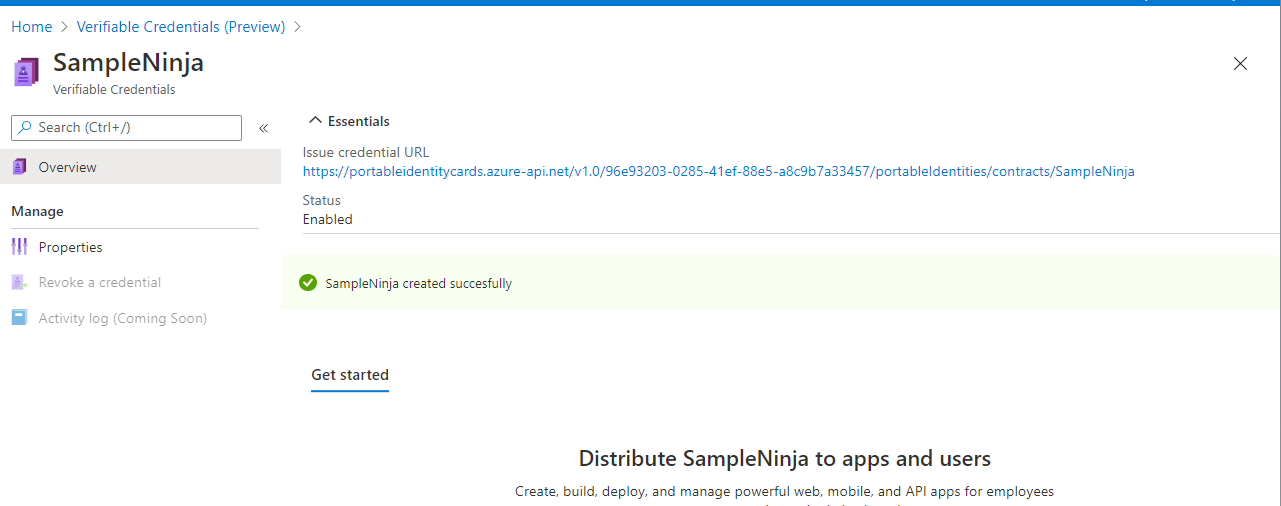 Home > Verifiable Credentials (Preview) >
SampleNinja
Verifiable Credentials
Search (Ctrl+/)
«
Overview
Manage
Properties
Revoke a credential
Activity log (Coming Soon)
Essentials
Issue credential URL
https://portableidentitycards.azure-api.net/v1.0/96e93203-0285-41ef-88e5-a8c9b7a33457/portableIdentities/contracts/SampleNinja
Status
Enabled
SampleNinja created succesfully
Get started
Distribute SampleNinja to apps and users
Create, build, deploy, and manage powerful web, mobile, and API apps for employees